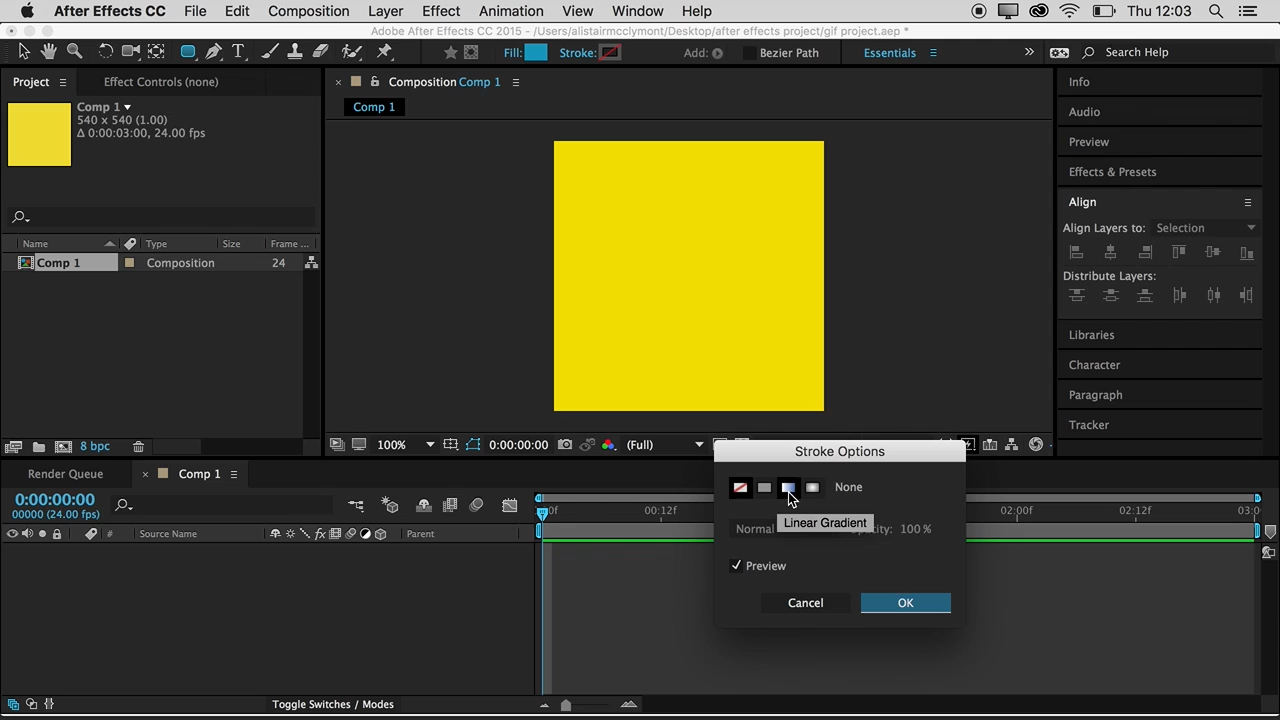 After Effects CC File Edit Composition Layer Effect Animation View Window Help Thu 12:03
Adobe After Effects CC 2015 - /Users/alistairmcclymont/Desktop/after effects project/gif project.aep *
T Fill: Stroke: Add: Bezier Path Essentials » Search Help
Project Effect Controls (none) × Composition Comp 1 Info
Comp 1
540 x 540 (1.00)
Δ 0:00:03:00, 24.00 fps
Comp 1
Audio
Preview
Effects & Presets
Align
Align Layers to: Selection
Distribute Layers:
Name Type Size Frame ...
Comp 1 Composition 24
Libraries
Character
Paragraph
Tracker
8 bpc 100% 0:00:00:00 (Full)
Stroke Options
None
Linear Gradient
Normal Opacity: 100 %
Preview
Cancel OK
Render Queue × Comp 1
0:00:00:00
00000 (24.00 fps)
0f 00:12f 02:00f 02:12f 03:0
# Source Name fx Parent
Toggle Switches / Modes